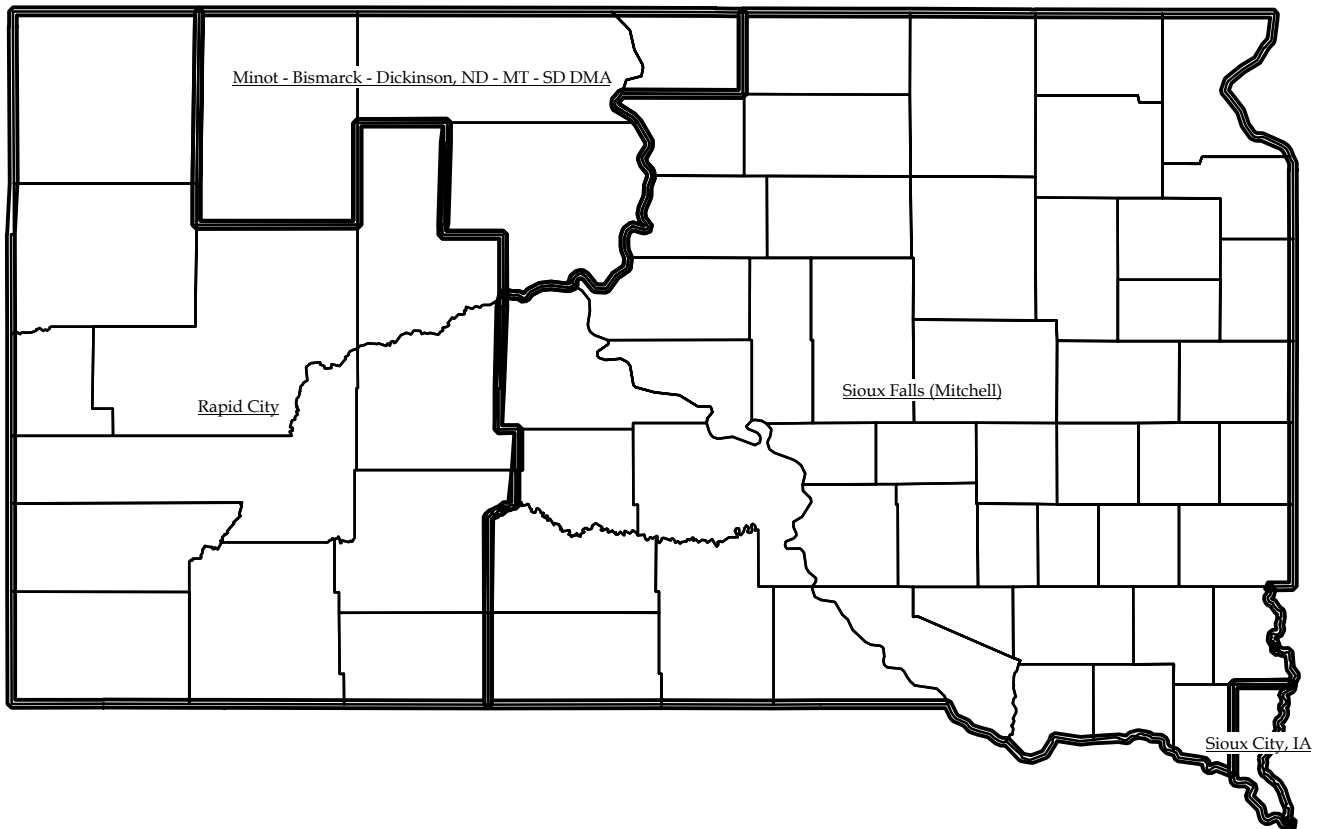 Minot - Bismarck - Dickinson, ND - MT - SD DMA
Sioux Falls (Mitchell)
Rapid City
Sioux City, IA